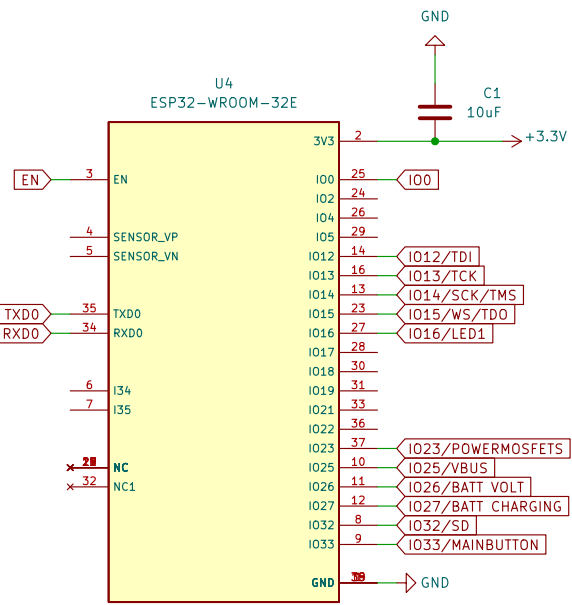 GND
U4
ESP32-WROOM-32E
C1
10uF
3V3 2 +3.3V
EN 3 EN
IO0 25 IO0
IO2 24
IO4 26
IO5 29
4 SENSOR_VP
5 SENSOR_VN
IO12 14 IO12/TDI
IO13 16 IO13/TCK
IO14 13 IO14/SCK/TMS
TXD0 35 TXD0
IO15 23 IO15/WS/TDO
RXD0 34 RXD0
IO16 27 IO16/LED1
IO17 28
IO18 30
6 I34
IO19 31
7 I35
IO21 33
IO22 36
IO23 37 IO23/POWERMOSFETS
NC
IO25 10 IO25/VBUS
32 NC1
IO26 11 IO26/BATT VOLT
IO27 12 IO27/BATT CHARGING
IO32 8 IO32/SD
IO33 9 IO33/MAINBUTTON
GND GND